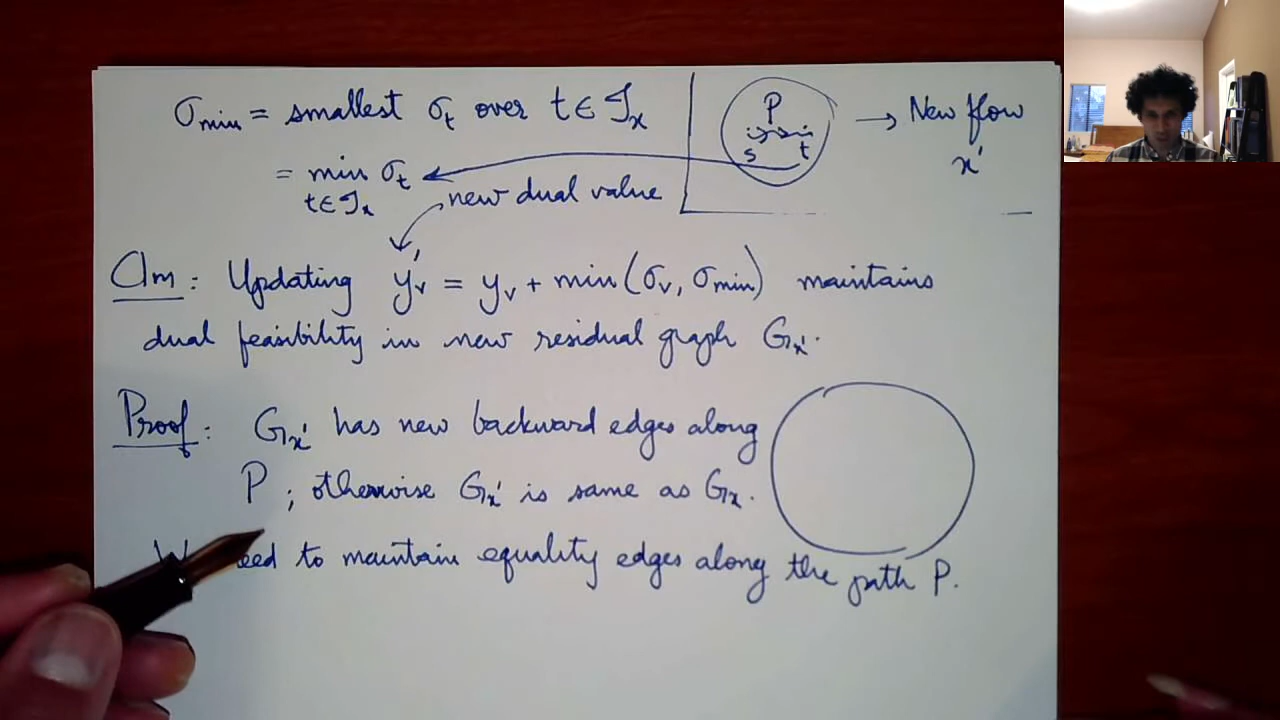 σmin = smallest σt over t ∈ Tx
= min σt
t∈Tx
new dual value
P
s t
→ New flow
x'
Clm : Updating y'v = yv + min(σv, σmin) maintains
dual feasibility in new residual graph Gx'.
Proof : Gx' has new backward edges along
P ; otherwise Gx' is same as Gx.
to maintain equality edges along the path P.